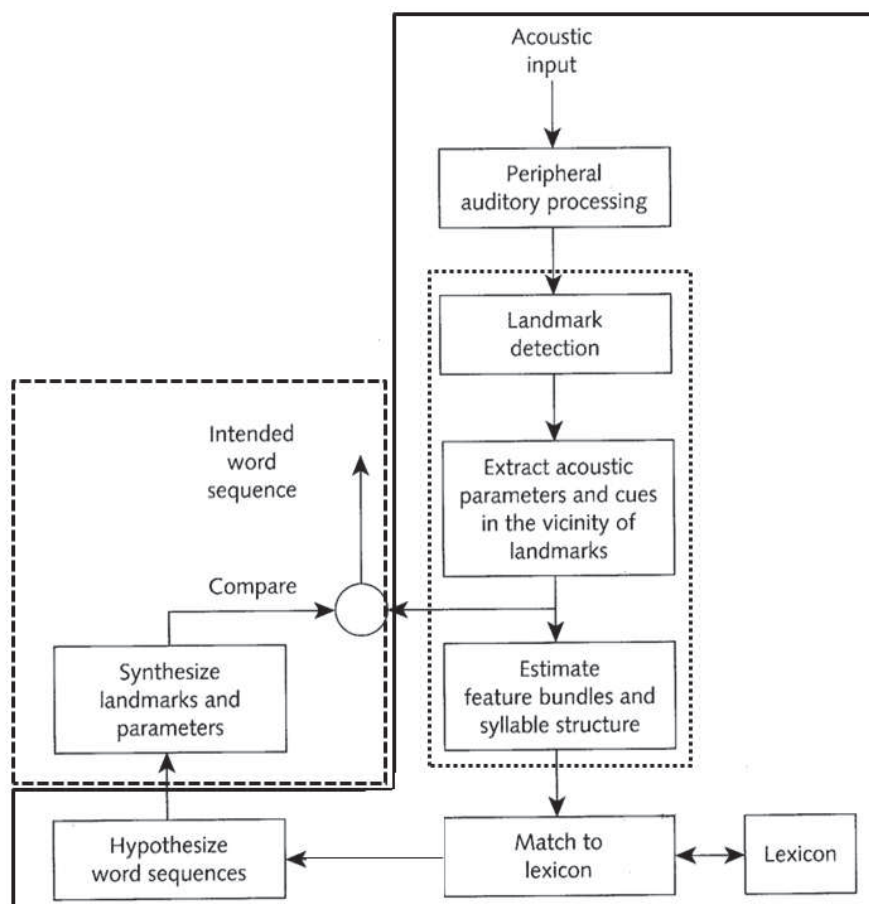 Acoustic
input
Peripheral
auditory processing
Landmark
detection
Intended
word
sequence
Extract acoustic
parameters and cues
in the vicinity of
landmarks
Compare
Synthesize
landmarks and
parameters
Estimate
feature bundles and
syllable structure
Hypothesize
word sequences
Match to
lexicon
Lexicon